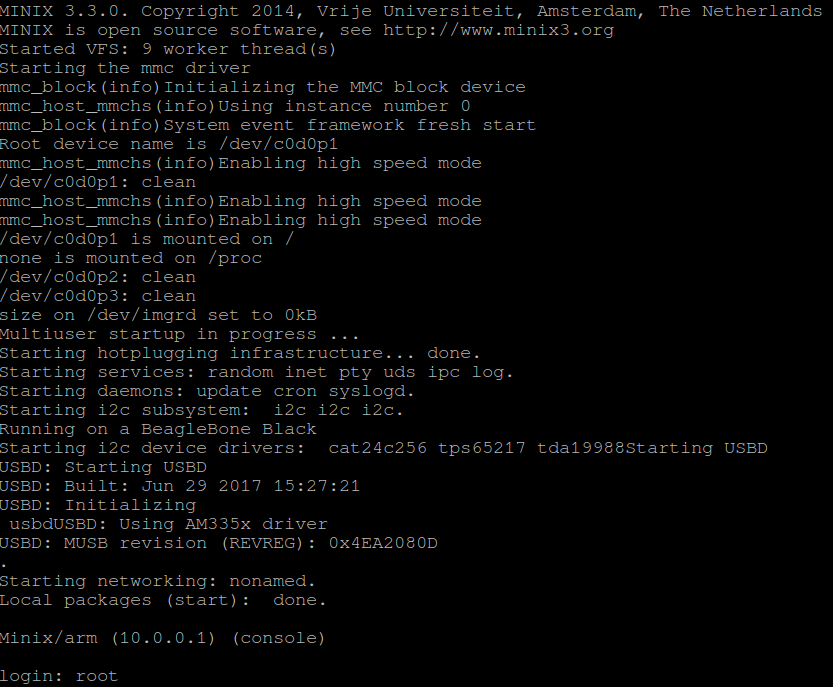 MINIX 3.3.0. Copyright 2014, Vrije Universiteit, Amsterdam, The Netherlands
MINIX is open source software, see http://www.minix3.org
Started VFS: 9 worker thread(s)
Starting the mmc driver
mmc_block(info)Initializing the MMC block device
mmc_host_mmchs(info)Using instance number 0
mmc_block(info)System event framework fresh start
Root device name is /dev/c0d0p1
mmc_host_mmchs(info)Enabling high speed mode
/dev/c0d0p1: clean
mmc_host_mmchs(info)Enabling high speed mode
mmc_host_mmchs(info)Enabling high speed mode
/dev/c0d0p1 is mounted on /
none is mounted on /proc
/dev/c0d0p2: clean
/dev/c0d0p3: clean
size on /dev/imgrd set to 0kB
Multiuser startup in progress ...
Starting hotplugging infrastructure... done.
Starting services: random inet pty uds ipc log.
Starting daemons: update cron syslogd.
Starting i2c subsystem:  i2c i2c i2c.
Running on a BeagleBone Black
Starting i2c device drivers:  cat24c256 tps65217 tda19988Starting USBD
USBD: Starting USBD
USBD: Built: Jun 29 2017 15:27:21
USBD: Initializing
 usbdUSBD: Using AM335x driver
USBD: MUSB revision (REVREG): 0x4EA2080D
.
Starting networking: nonamed.
Local packages (start):  done.
Minix/arm (10.0.0.1) (console)
login: root